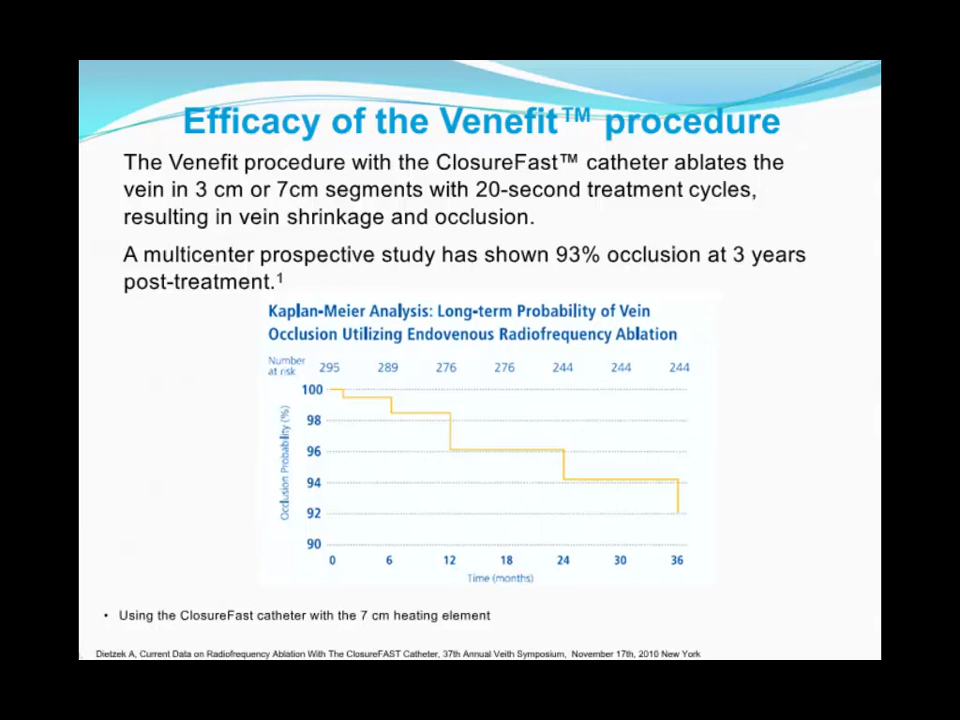 Efficacy of the Venefit™ procedure
The Venefit procedure with the ClosureFast™ catheter ablates the
vein in 3 cm or 7cm segments with 20-second treatment cycles,
resulting in vein shrinkage and occlusion.
A multicenter prospective study has shown 93% occlusion at 3 years
post-treatment.¹
Kaplan-Meier Analysis: Long-term Probability of Vein
Occlusion Utilizing Endovenous Radiofrequency Ablation
Number
at risk 295 289 276 276 244 244 244
Occlusion Probability (%)
100
98
96
94
92
90
0 6 12 18 24 30 36
Time (months)
• Using the ClosureFast catheter with the 7 cm heating element
Dietzek A, Current Data on Radiofrequency Ablation With The ClosureFAST Catheter, 37th Annual Veith Symposium, November 17th, 2010 New York